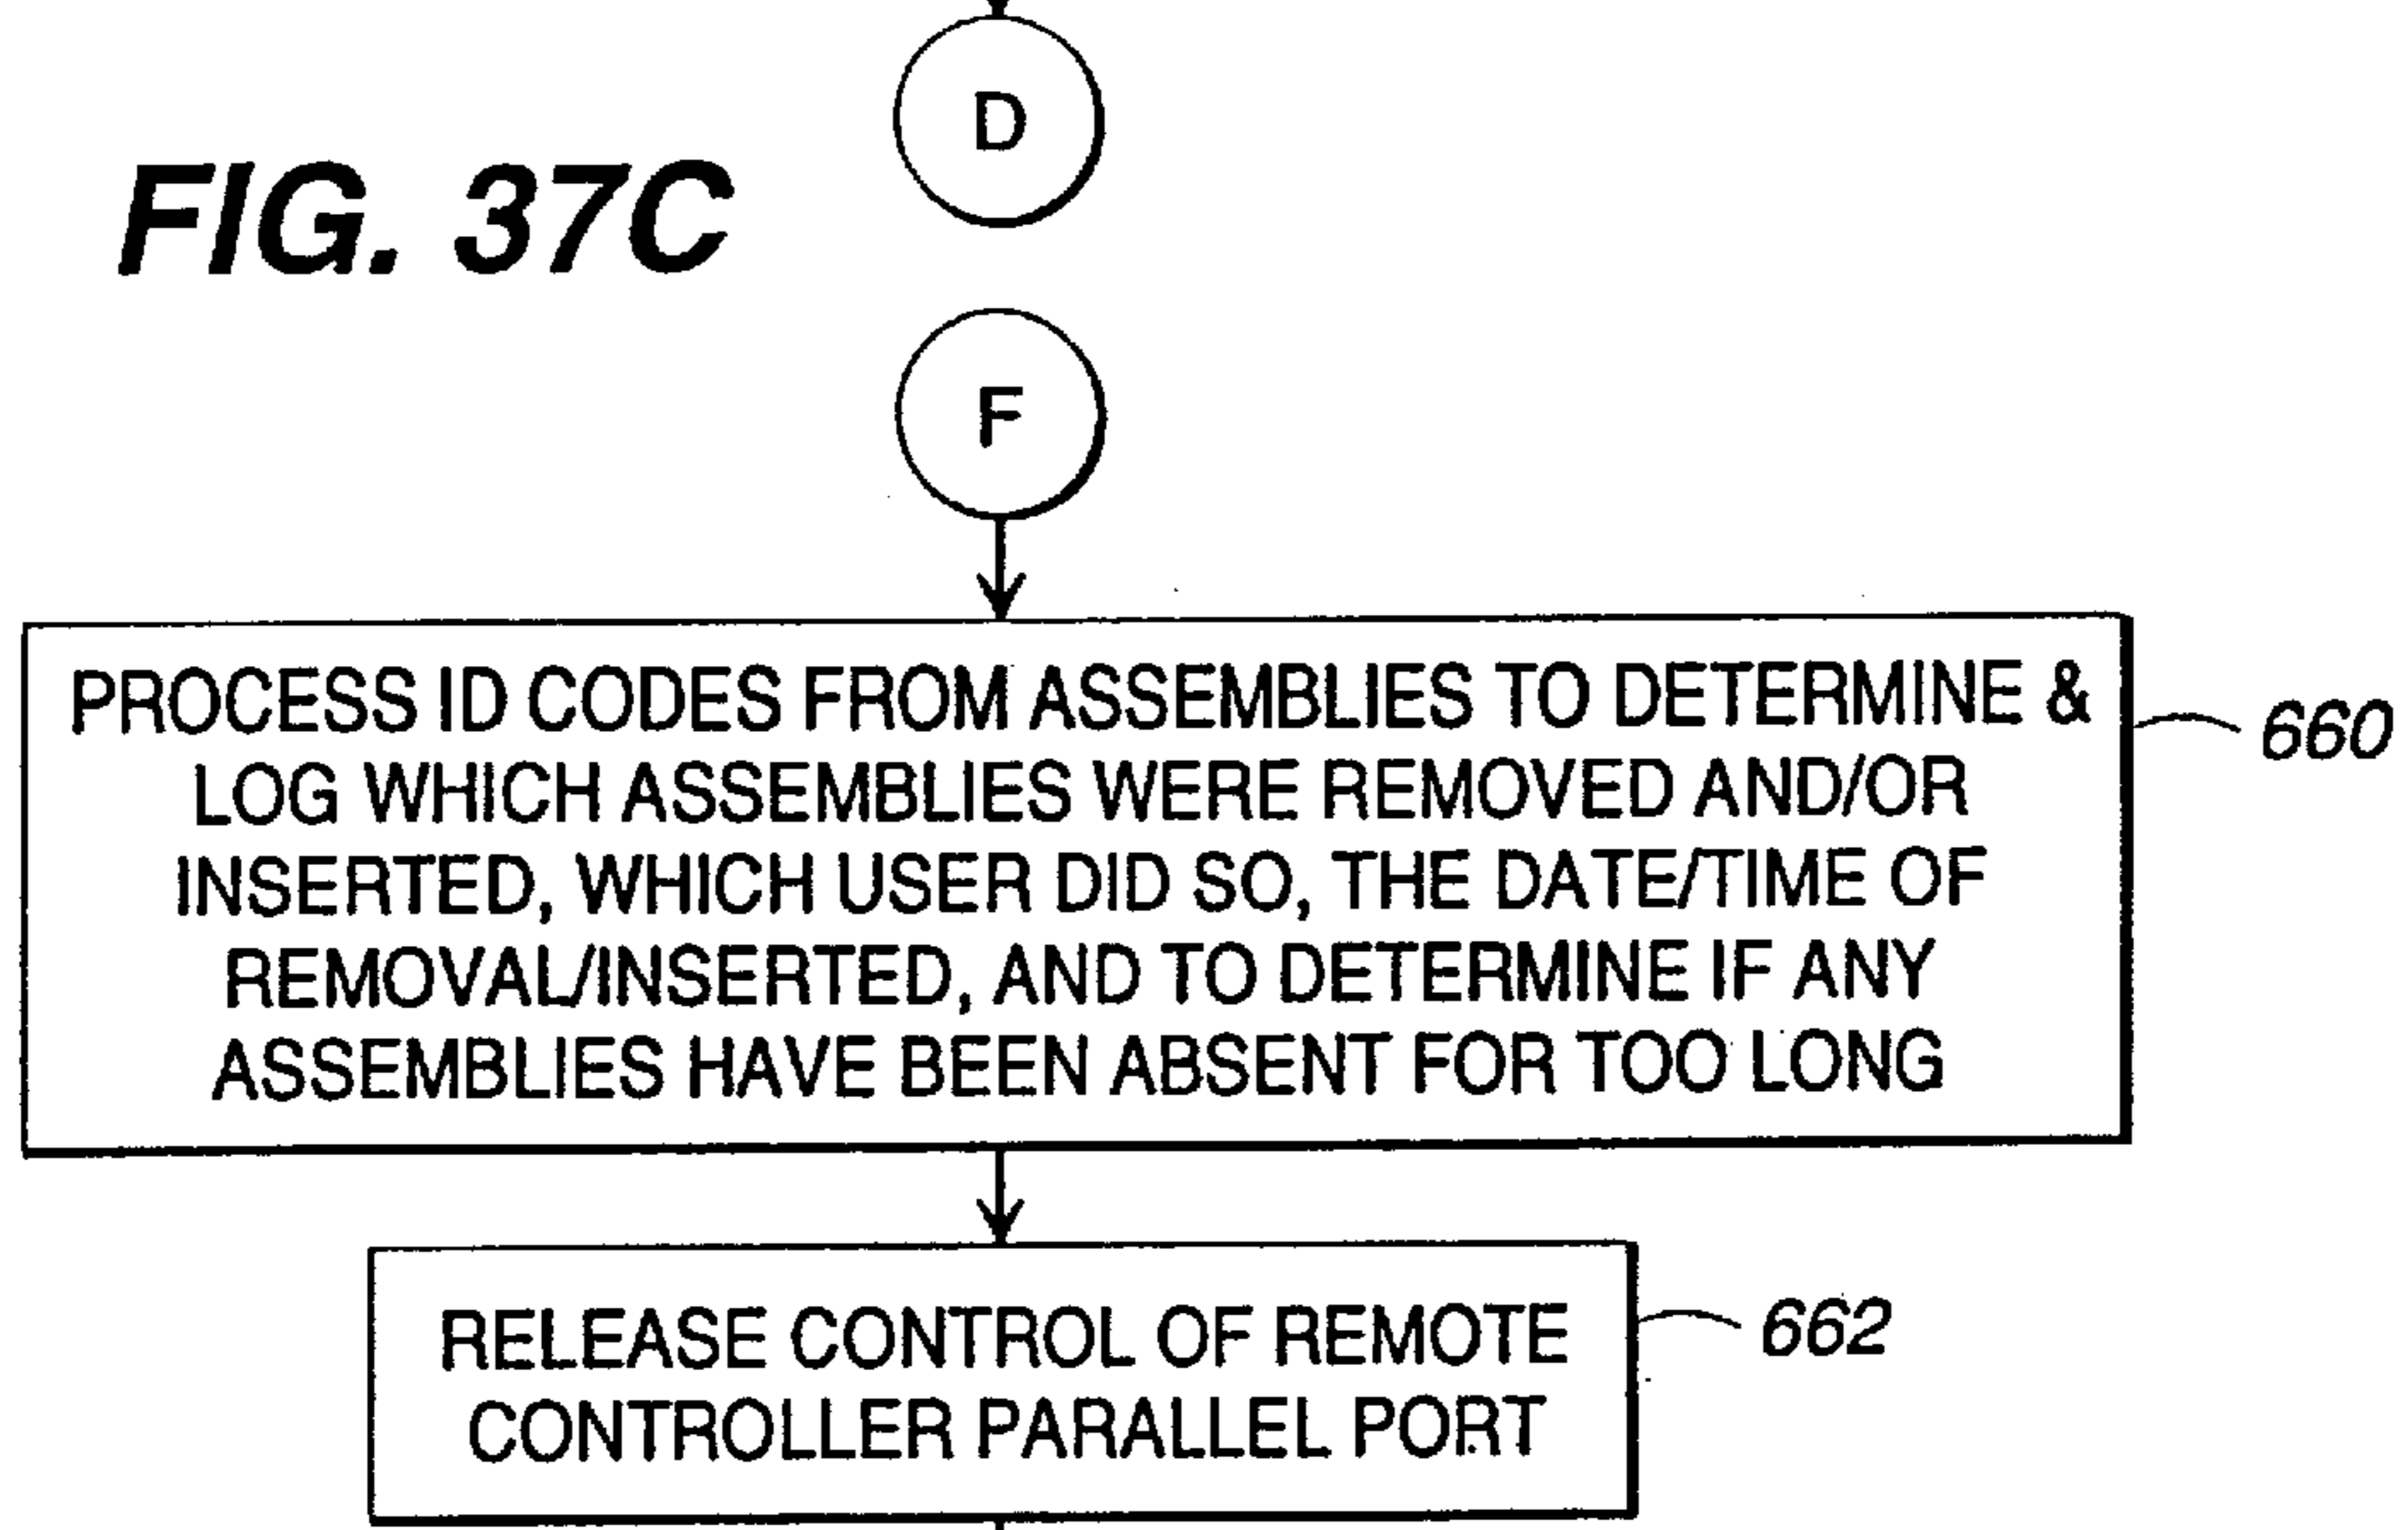 D
FIG. 37C
F
PROCESS ID CODES FROM ASSEMBLIES TO DETERMINE &
LOG WHICH ASSEMBLIES WERE REMOVED AND/OR
INSERTED, WHICH USER DID SO, THE DATE/TIME OF
REMOVAL/INSERTED, AND TO DETERMINE IF ANY
ASSEMBLIES HAVE BEEN ABSENT FOR TOO LONG
660
RELEASE CONTROL OF REMOTE
CONTROLLER PARALLEL PORT
662